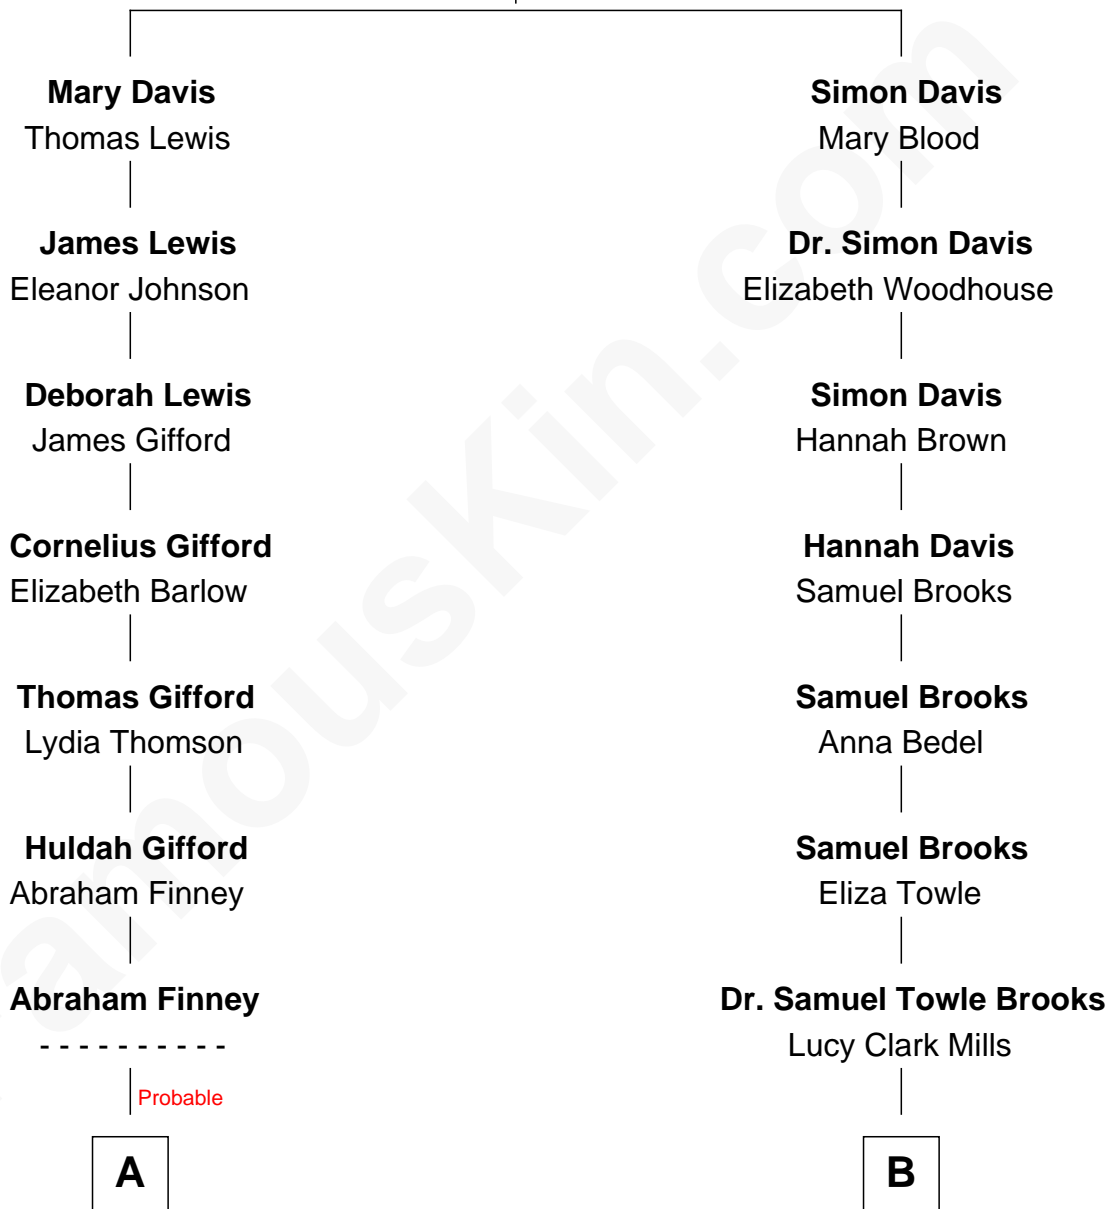 Mary Davis
Thomas Lewis
James Lewis
Eleanor Johnson
Deborah Lewis
James Gifford
Cornelius Gifford
Elizabeth Barlow
Thomas Gifford
Lydia Thomson
Huldah Gifford
Abraham Finney
Abraham Finney
- - - - - - - - - -
Probable
A
Simon Davis
Mary Blood
Dr. Simon Davis
Elizabeth Woodhouse
Simon Davis
Hannah Brown
Hannah Davis
Samuel Brooks
Samuel Brooks
Anna Bedel
Samuel Brooks
Eliza Towle
Dr. Samuel Towle Brooks
Lucy Clark Mills
B
amousKin.com